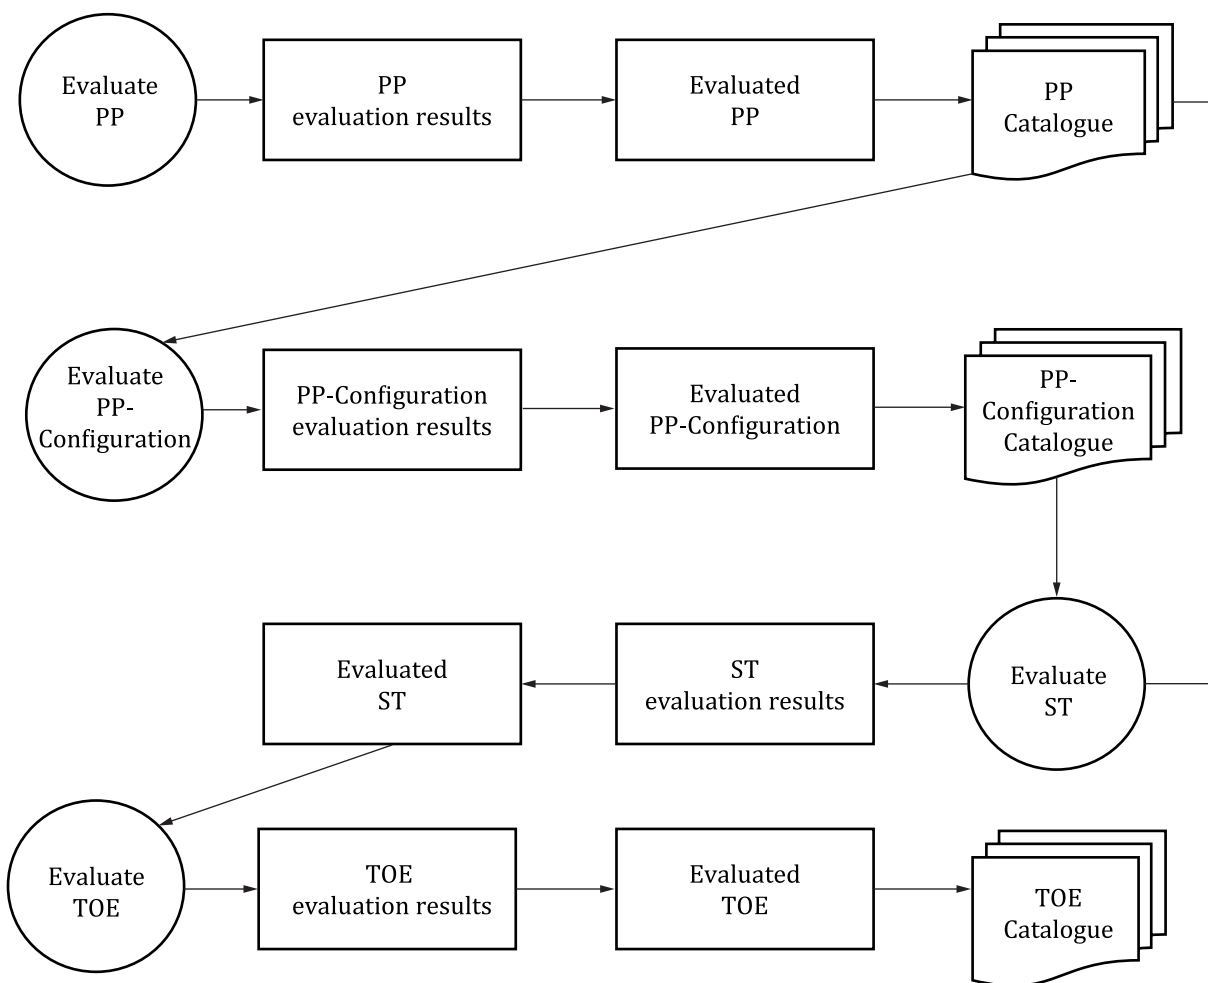 Evaluate
PP
PP
evaluation results
Evaluated
PP
PP
Catalogue
Evaluate
PP-
Configuration
PP-Configuration
evaluation results
Evaluated
PP-Configuration
PP-
Configuration
Catalogue
Evaluated
ST
ST
evaluation results
Evaluate
ST
Evaluate
TOE
TOE
evaluation results
Evaluated
TOE
TOE
Catalogue